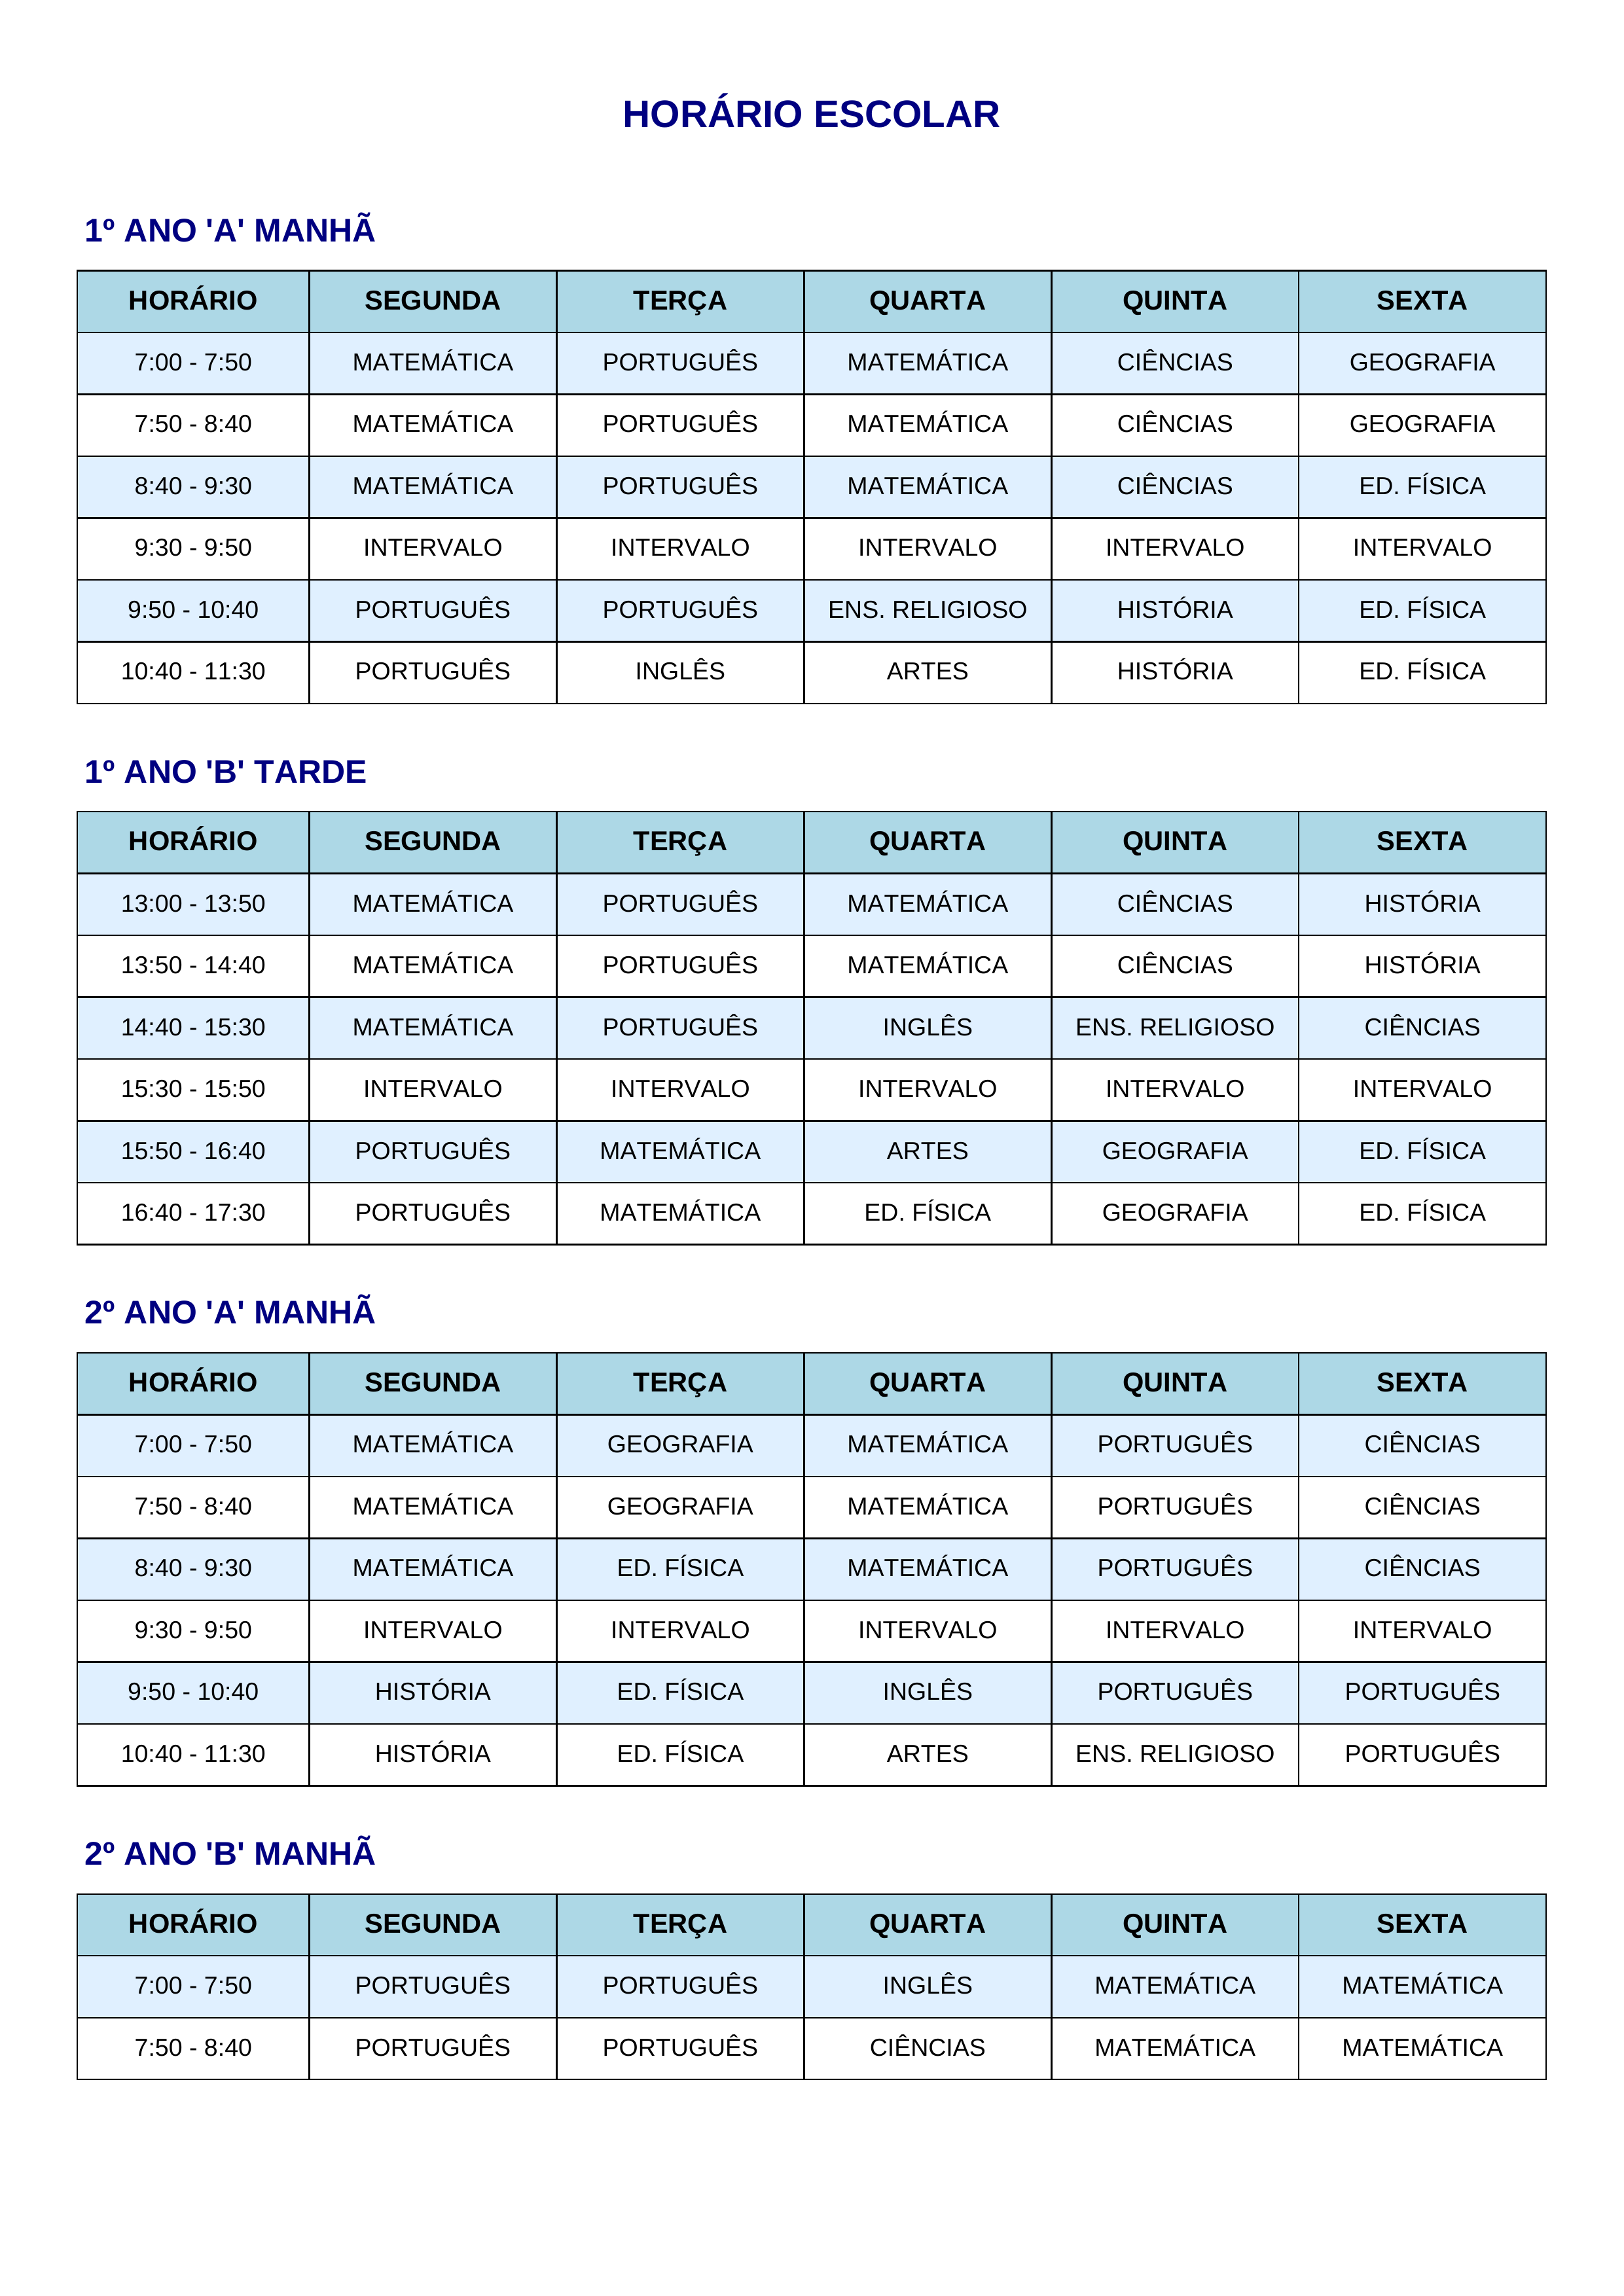 HORÁRIO ESCOLAR
1º ANO 'A' MANHÃ
HORÁRIO SEGUNDA TERÇA QUARTA QUINTA SEXTA
7:00 - 7:50 MATEMÁTICA PORTUGUÊS MATEMÁTICA CIÊNCIAS GEOGRAFIA
7:50 - 8:40 MATEMÁTICA PORTUGUÊS MATEMÁTICA CIÊNCIAS GEOGRAFIA
8:40 - 9:30 MATEMÁTICA PORTUGUÊS MATEMÁTICA CIÊNCIAS ED. FÍSICA
9:30 - 9:50 INTERVALO INTERVALO INTERVALO INTERVALO INTERVALO
9:50 - 10:40 PORTUGUÊS PORTUGUÊS ENS. RELIGIOSO HISTÓRIA ED. FÍSICA
10:40 - 11:30 PORTUGUÊS INGLÊS ARTES HISTÓRIA ED. FÍSICA
1º ANO 'B' TARDE
HORÁRIO SEGUNDA TERÇA QUARTA QUINTA SEXTA
13:00 - 13:50 MATEMÁTICA PORTUGUÊS MATEMÁTICA CIÊNCIAS HISTÓRIA
13:50 - 14:40 MATEMÁTICA PORTUGUÊS MATEMÁTICA CIÊNCIAS HISTÓRIA
14:40 - 15:30 MATEMÁTICA PORTUGUÊS INGLÊS ENS. RELIGIOSO CIÊNCIAS
15:30 - 15:50 INTERVALO INTERVALO INTERVALO INTERVALO INTERVALO
15:50 - 16:40 PORTUGUÊS MATEMÁTICA ARTES GEOGRAFIA ED. FÍSICA
16:40 - 17:30 PORTUGUÊS MATEMÁTICA ED. FÍSICA GEOGRAFIA ED. FÍSICA
2º ANO 'A' MANHÃ
HORÁRIO SEGUNDA TERÇA QUARTA QUINTA SEXTA
7:00 - 7:50 MATEMÁTICA GEOGRAFIA MATEMÁTICA PORTUGUÊS CIÊNCIAS
7:50 - 8:40 MATEMÁTICA GEOGRAFIA MATEMÁTICA PORTUGUÊS CIÊNCIAS
8:40 - 9:30 MATEMÁTICA ED. FÍSICA MATEMÁTICA PORTUGUÊS CIÊNCIAS
9:30 - 9:50 INTERVALO INTERVALO INTERVALO INTERVALO INTERVALO
9:50 - 10:40 HISTÓRIA ED. FÍSICA INGLÊS PORTUGUÊS PORTUGUÊS
10:40 - 11:30 HISTÓRIA ED. FÍSICA ARTES ENS. RELIGIOSO PORTUGUÊS
2º ANO 'B' MANHÃ
HORÁRIO SEGUNDA TERÇA QUARTA QUINTA SEXTA
7:00 - 7:50 PORTUGUÊS PORTUGUÊS INGLÊS MATEMÁTICA MATEMÁTICA
7:50 - 8:40 PORTUGUÊS PORTUGUÊS CIÊNCIAS MATEMÁTICA MATEMÁTICA